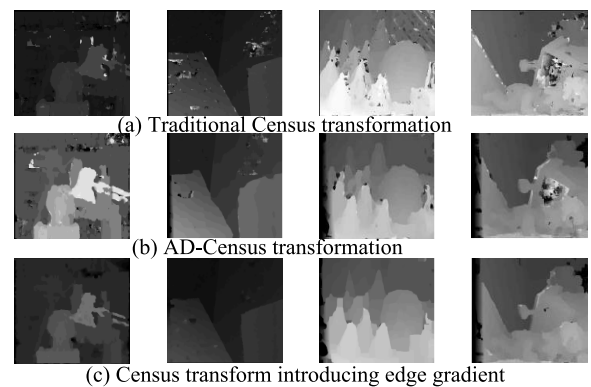 (a) Traditional Census transformation
(b) AD-Census transformation
(c) Census transform introducing edge gradient